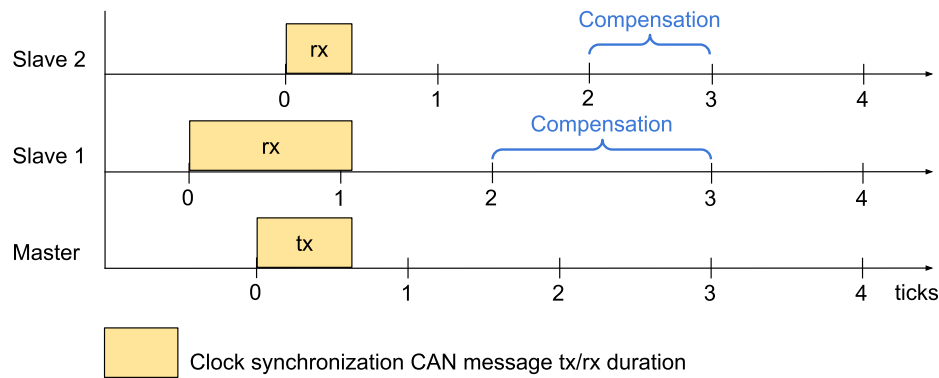 Compensation
Slave 2 rx
0 1 2 3 4
Compensation
Slave 1 rx
0 1 2 3 4
Master tx
0 1 2 3 4 ticks
Clock synchronization CAN message tx/rx duration